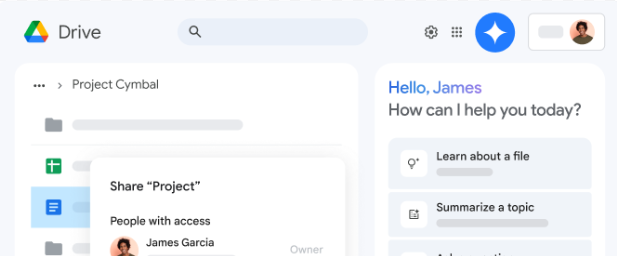 Drive
••• > Project Cymbal
Share “Project”
People with access
James Garcia
Owner
Hello, James
How can I help you today?
Learn about a file
Summarize a topic